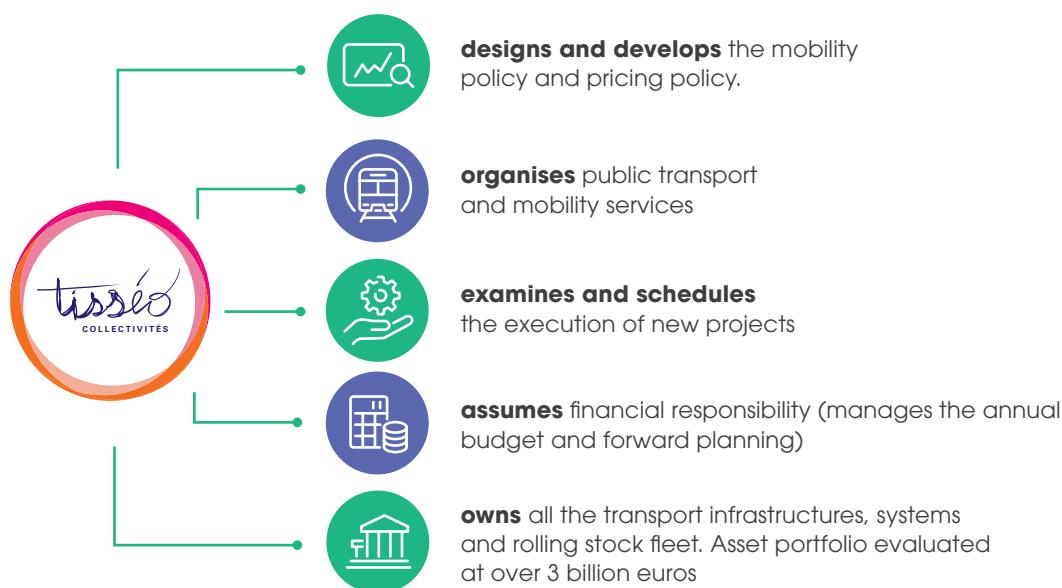 designs and develops the mobility
policy and pricing policy.
organises public transport
and mobility services
tisséo
COLLECTIVITÉS
examines and schedules
the execution of new projects
assumes financial responsibility (manages the annual
budget and forward planning)
owns all the transport infrastructures, systems
and rolling stock fleet. Asset portfolio evaluated
at over 3 billion euros